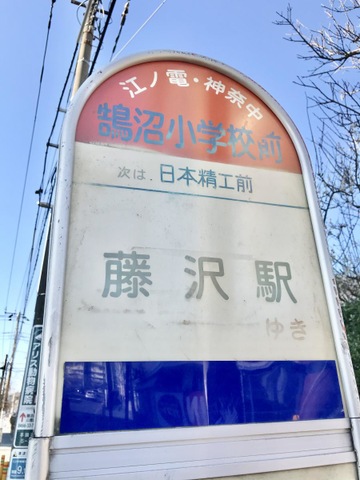 江ノ電・神奈中
鵠沼小学校前
次は 日本精工前
藤沢駅
ゆき